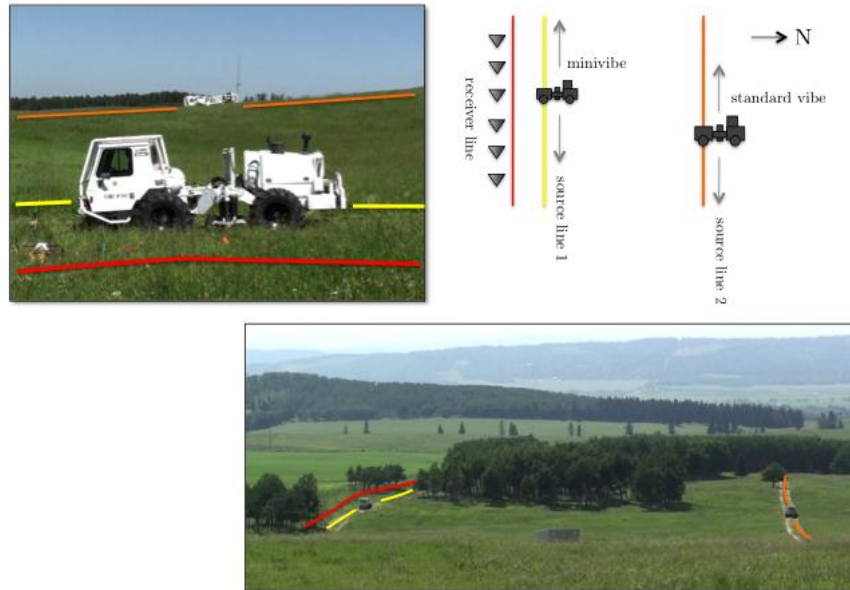 N
minivibe
standard vibe
receiver line
source line 1
source line 2